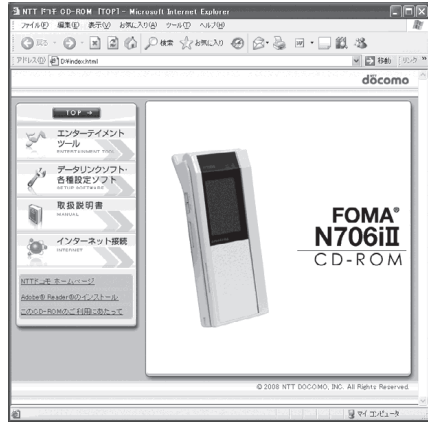 NTT ドコモ CD-ROM [TOP] - Microsoft Internet Explorer
ファイル(F) 編集(E) 表示(V) お気に入り(A) ツール(T) ヘルプ(H)
戻る 検索 お気に入り
アドレス(D) D:¥index.html 移動 リンク »
döcomo
TOP
エンターテイメント
ツール
ENTERTAINMENT TOOL
データリンクソフト・
各種設定ソフト
SETUP SOFTWARE
取扱説明書
MANUAL
インターネット接続
INTERNET
NTTドコモ ホームページ
Adobe® Reader®のインストール
このCD-ROMのご利用にあたって
FOMA®
N706iII
CD-ROM
© 2008 NTT DOCOMO, INC. All Rights Reserved.
マイ コンピュータ